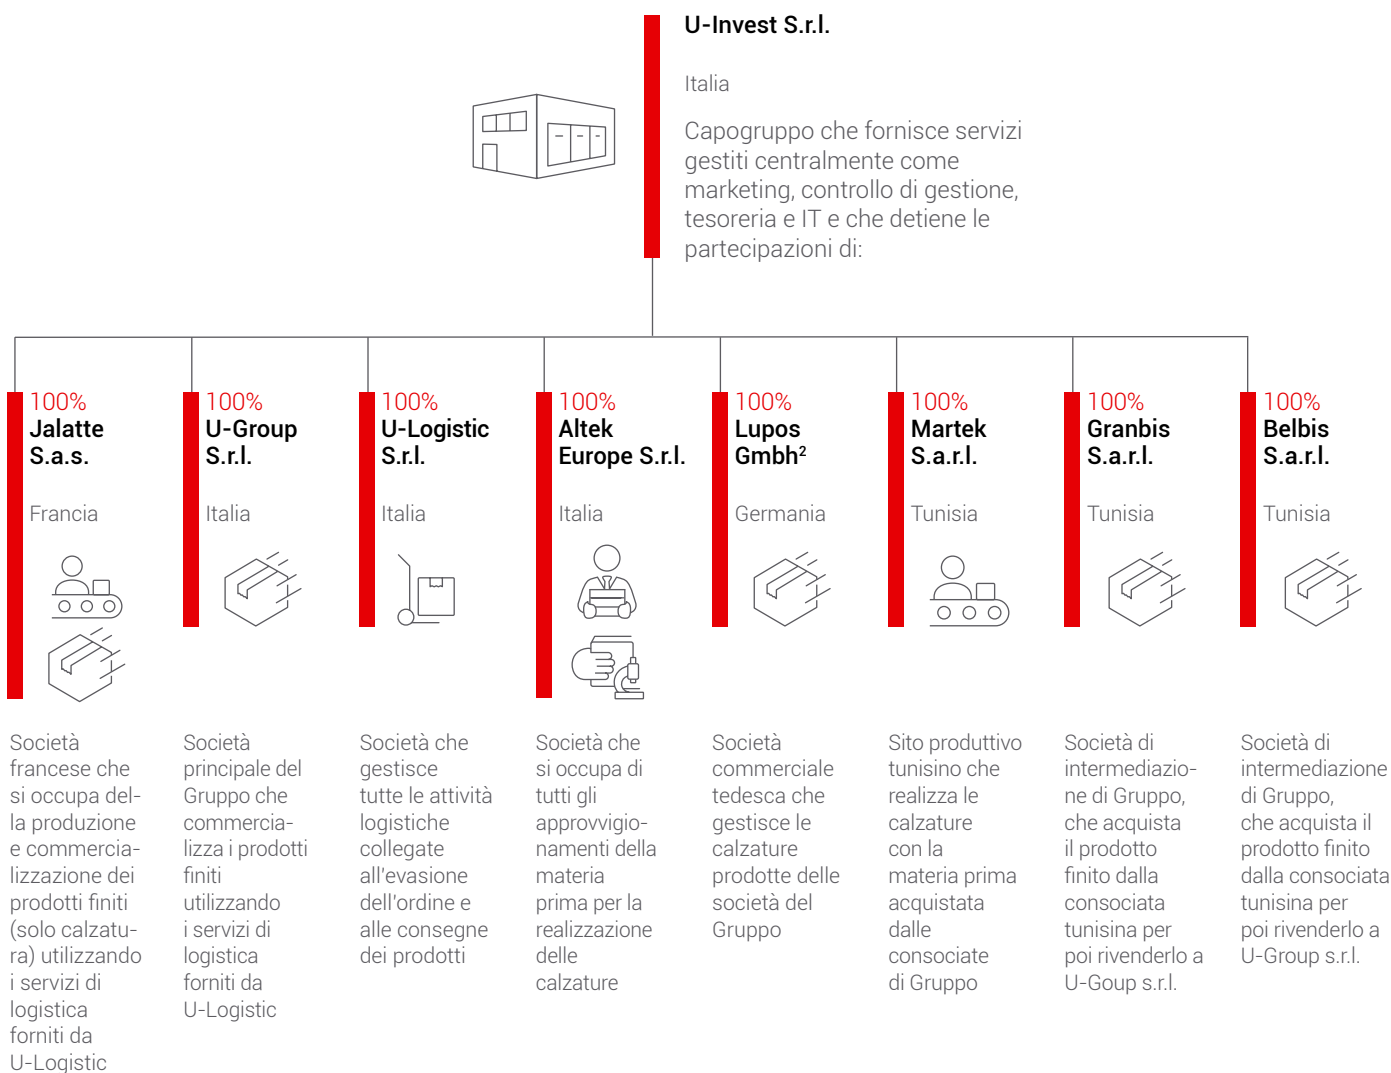 U-Invest S.r.l.
Italia
Capogruppo che fornisce servizi
gestiti centralmente come
marketing, controllo di gestione,
tesoreria e IT e che detiene le
partecipazioni di:
100%
Jalatte
S.a.s.
Francia
Società
francese che
si occupa del-
la produzione
e commercia-
lizzazione dei
prodotti finiti
(solo calzatu-
ra) utilizzando
i servizi di
logistica
forniti da
U-Logistic
100%
U-Group
S.r.l.
Italia
Società
principale del
Gruppo che
commercia-
lizza i prodotti
finiti
utilizzando
i servizi di
logistica
forniti da
U-Logistic
100%
U-Logistic
S.r.l.
Italia
Società che
gestisce
tutte le attività
logistiche
collegate
all'evasione
dell'ordine e
alle consegne
dei prodotti
100%
Altek
Europe S.r.l.
Italia
Società che
si occupa di
tutti gli
approvvigio-
namenti della
materia
prima per la
realizzazione
delle
calzature
100%
Lupos
Gmbh²
Germania
Società
commerciale
tedesca che
gestisce le
calzature
prodotte delle
società del
Gruppo
100%
Martek
S.a.r.l.
Tunisia
Sito produttivo
tunisino che
realizza le
calzature
con la
materia prima
acquistata
dalle
consociate
di Gruppo
100%
Granbis
S.a.r.l.
Tunisia
Società di
intermediazio-
ne di Gruppo,
che acquista
il prodotto
finito dalla
consociata
tunisina per
poi rivenderlo a
U-Goup s.r.l.
100%
Belbis
S.a.r.l.
Tunisia
Società di
intermediazione
di Gruppo,
che acquista il
prodotto finito
dalla consociata
tunisina per
poi rivenderlo a
U-Group s.r.l.